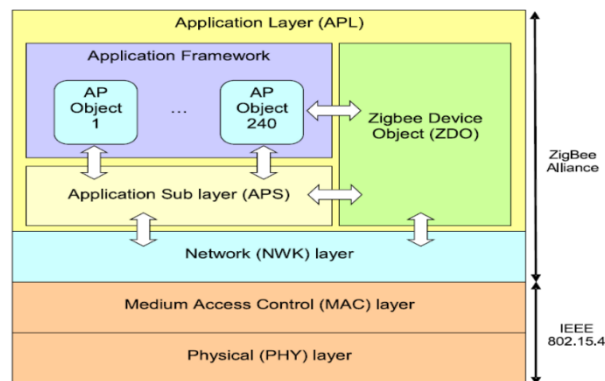 Application Layer (APL)
Application Framework
AP
Object
1
...
AP
Object
240
Zigbee Device
Object (ZDO)
Application Sub layer (APS)
Network (NWK) layer
Medium Access Control (MAC) layer
Physical (PHY) layer
ZigBee
Alliance
IEEE
802.15.4